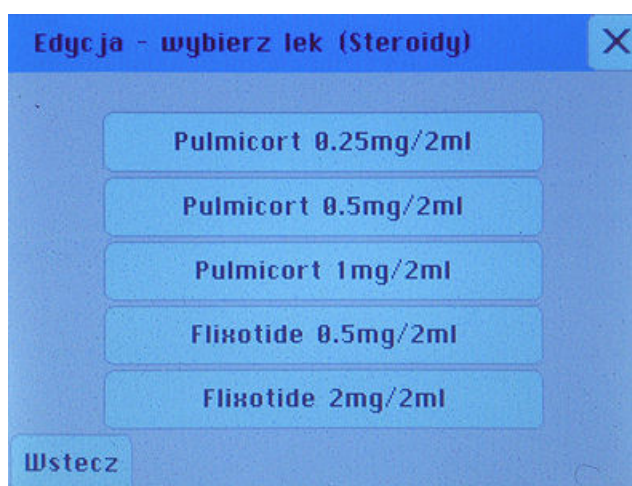 Edycja - wybierz lek (Steroidy)
X
Pulmicort 0.25mg/2ml
Pulmicort 0.5mg/2ml
Pulmicort 1mg/2ml
Flixotide 0.5mg/2ml
Flixotide 2mg/2ml
Wstecz